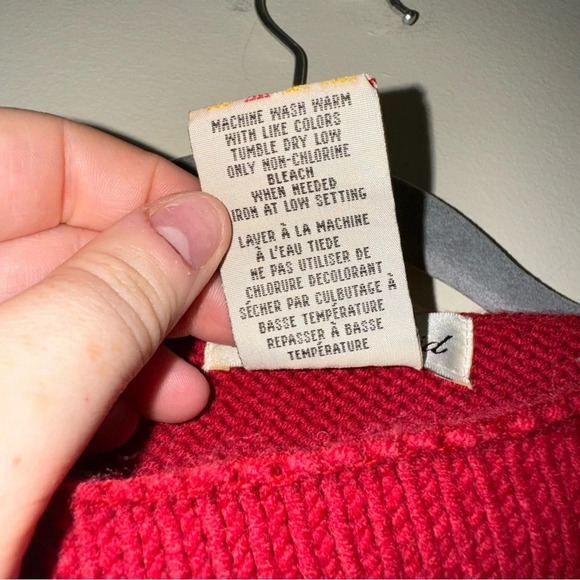 MACHINE WASH WARM
WITH LIKE COLORS
TUMBLE DRY LOW
ONLY NON-CHLORINE
BLEACH
WHEN NEEDED
IRON AT LOW SETTING
LAVER À LA MACHINE
À L'EAU TIEDE
NE PAS UTILISER DE
CHLORURE DECOLORANT
SÉCHER PAR CULBUTAGE À
BASSE TEMPÉRATURE
REPASSER À BASSE
TEMPÉRATURE